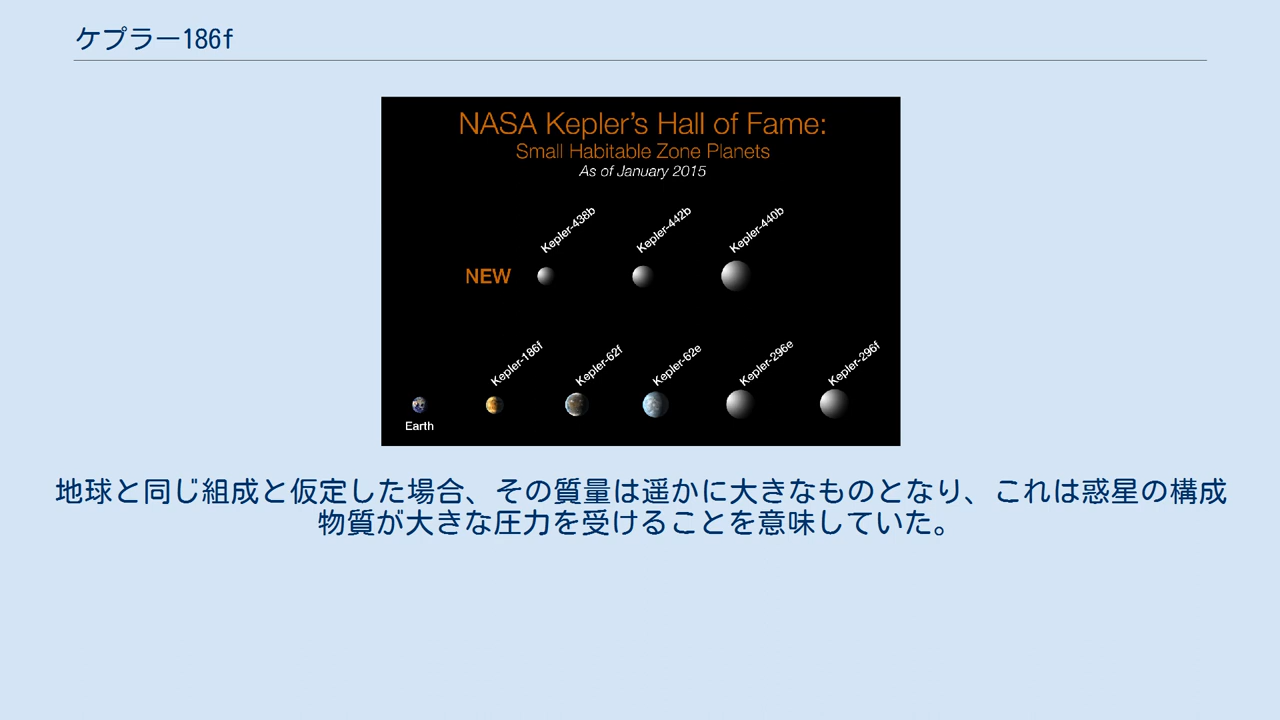 ケプラー186f
NASA Kepler's Hall of Fame:
Small Habitable Zone Planets
As of January 2015
Kepler-438b
Kepler-442b
Kepler-440b
NEW
Kepler-186f
Kepler-62f
Kepler-62e
Kepler-296e
Kepler-296f
Earth
地球と同じ組成と仮定した場合、その質量は遥かに大きなものとなり、これは惑星の構成
物質が大きな圧力を受けることを意味していた。